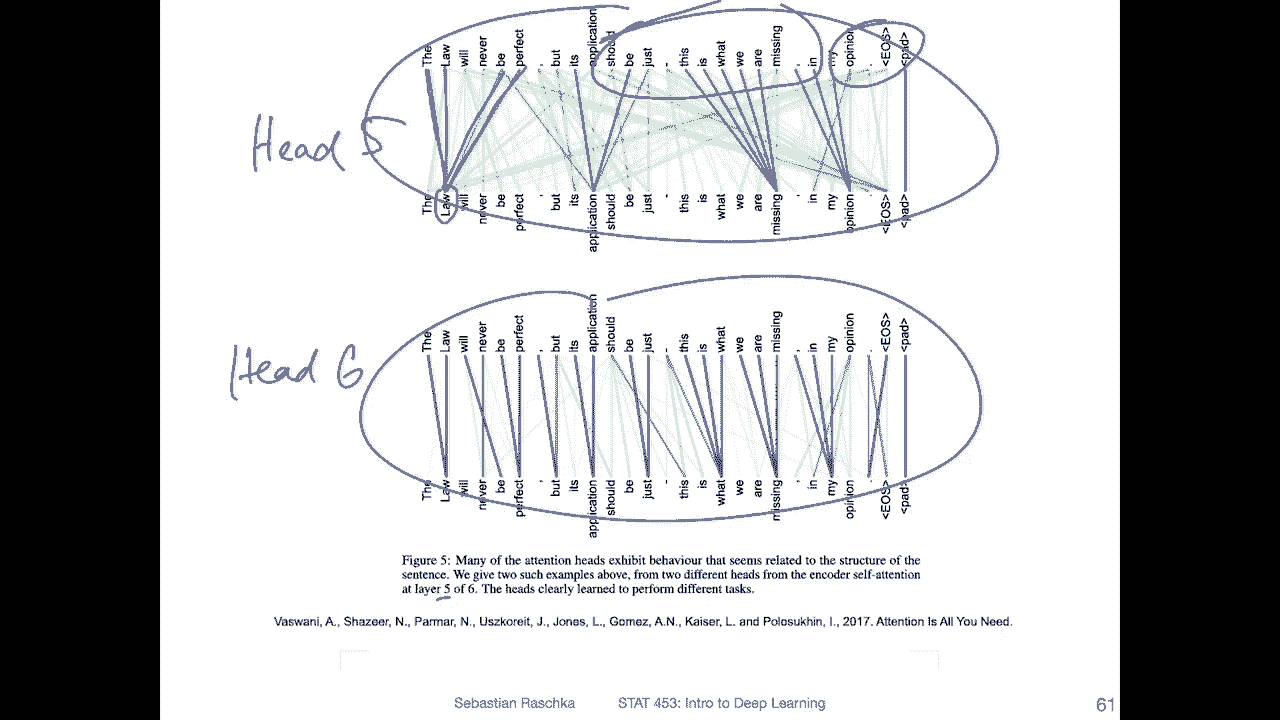 The Law will never be perfect , but its application should be just - this is what we are missing , in my opinion . <EOS> <pad>
Head 5
The Law will never be perfect , but its application should be just - this is what we are missing , in my opinion . <EOS> <pad>
The Law will never be perfect , but its application should be just - this is what we are missing , in my opinion . <EOS> <pad>
Head 6
The Law will never be perfect , but its application should be just - this is what we are missing , in my opinion . <EOS> <pad>
Figure 5: Many of the attention heads exhibit behaviour that seems related to the structure of the
sentence. We give two such examples above, from two different heads from the encoder self-attention
at layer 5 of 6. The heads clearly learned to perform different tasks.
Vaswani, A., Shazeer, N., Parmar, N., Uszkoreit, J., Jones, L., Gomez, A.N., Kaiser, L. and Polosukhin, I., 2017. Attention Is All You Need.
Sebastian Raschka STAT 453: Intro to Deep Learning 61